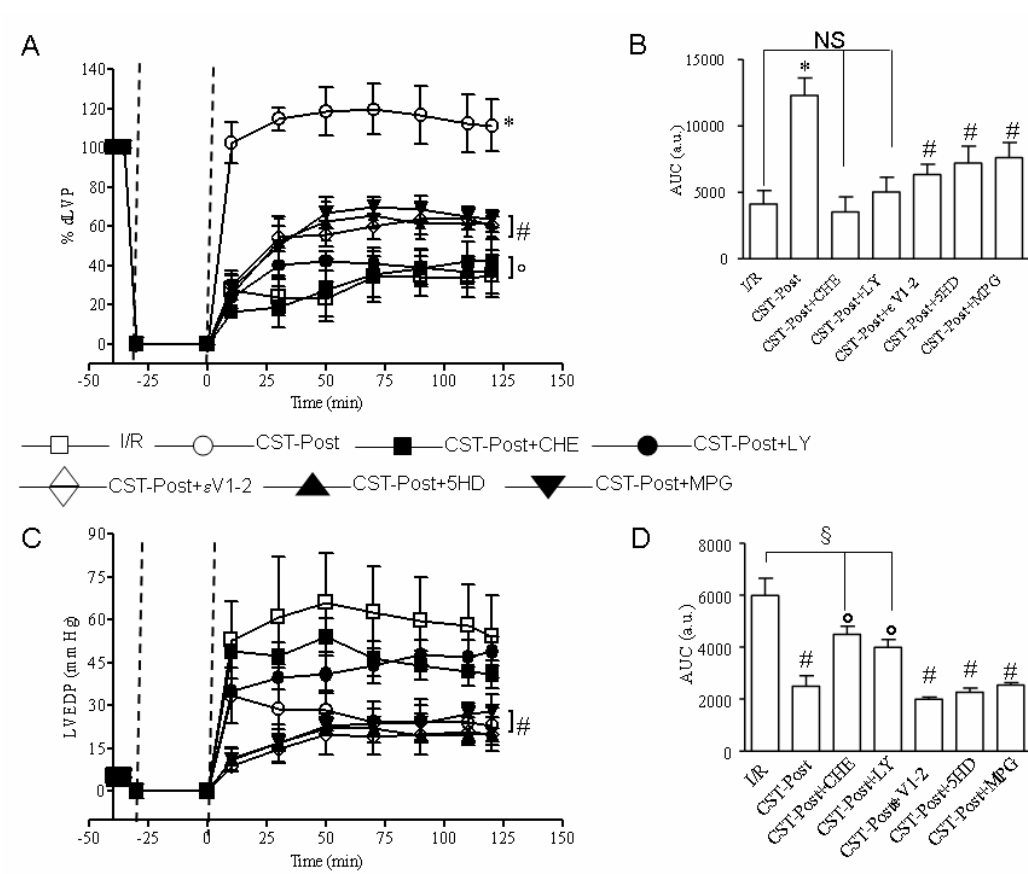 A
140
120
100
80
60
40
20
0
% dLVP
-50 -25 0 25 50 75 100 125 150
Time (min)
*
#
°
B
NS
15000
10000
5000
0
AUC (a.u.)
*
# # #
I/R
CST-Post
CST-Post+CHE
CST-Post+LY
CST-Post+ε V1-2
CST-Post+5HD
CST-Post+MPG
I/R CST-Post CST-Post+CHE CST-Post+LY
CST-Post+εV1-2 CST-Post+5HD CST-Post+MPG
C
90
75
60
45
30
15
0
LVEDP (mm Hg)
-50 -25 0 25 50 75 100 125 150
Time (min)
#
D
§
8000
6000
4000
2000
0
AUC (a.u.)
# ° ° # # #
I/R
CST-Post
CST-Post+CHE
CST-Post+LY
V1-2
CST-Post+5HD
CST-Post+MPG